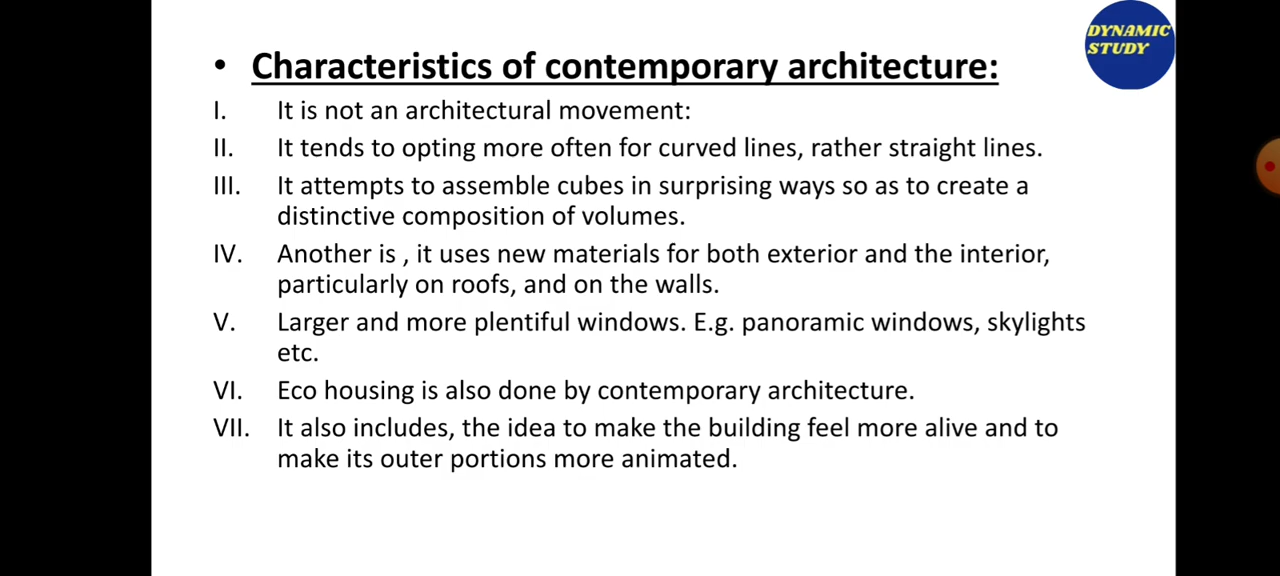 DYNAMIC
STUDY
• Characteristics of contemporary architecture:
I. It is not an architectural movement:
II. It tends to opting more often for curved lines, rather straight lines.
III. It attempts to assemble cubes in surprising ways so as to create a
distinctive composition of volumes.
IV. Another is , it uses new materials for both exterior and the interior,
particularly on roofs, and on the walls.
V. Larger and more plentiful windows. E.g. panoramic windows, skylights
etc.
VI. Eco housing is also done by contemporary architecture.
VII. It also includes, the idea to make the building feel more alive and to
make its outer portions more animated.